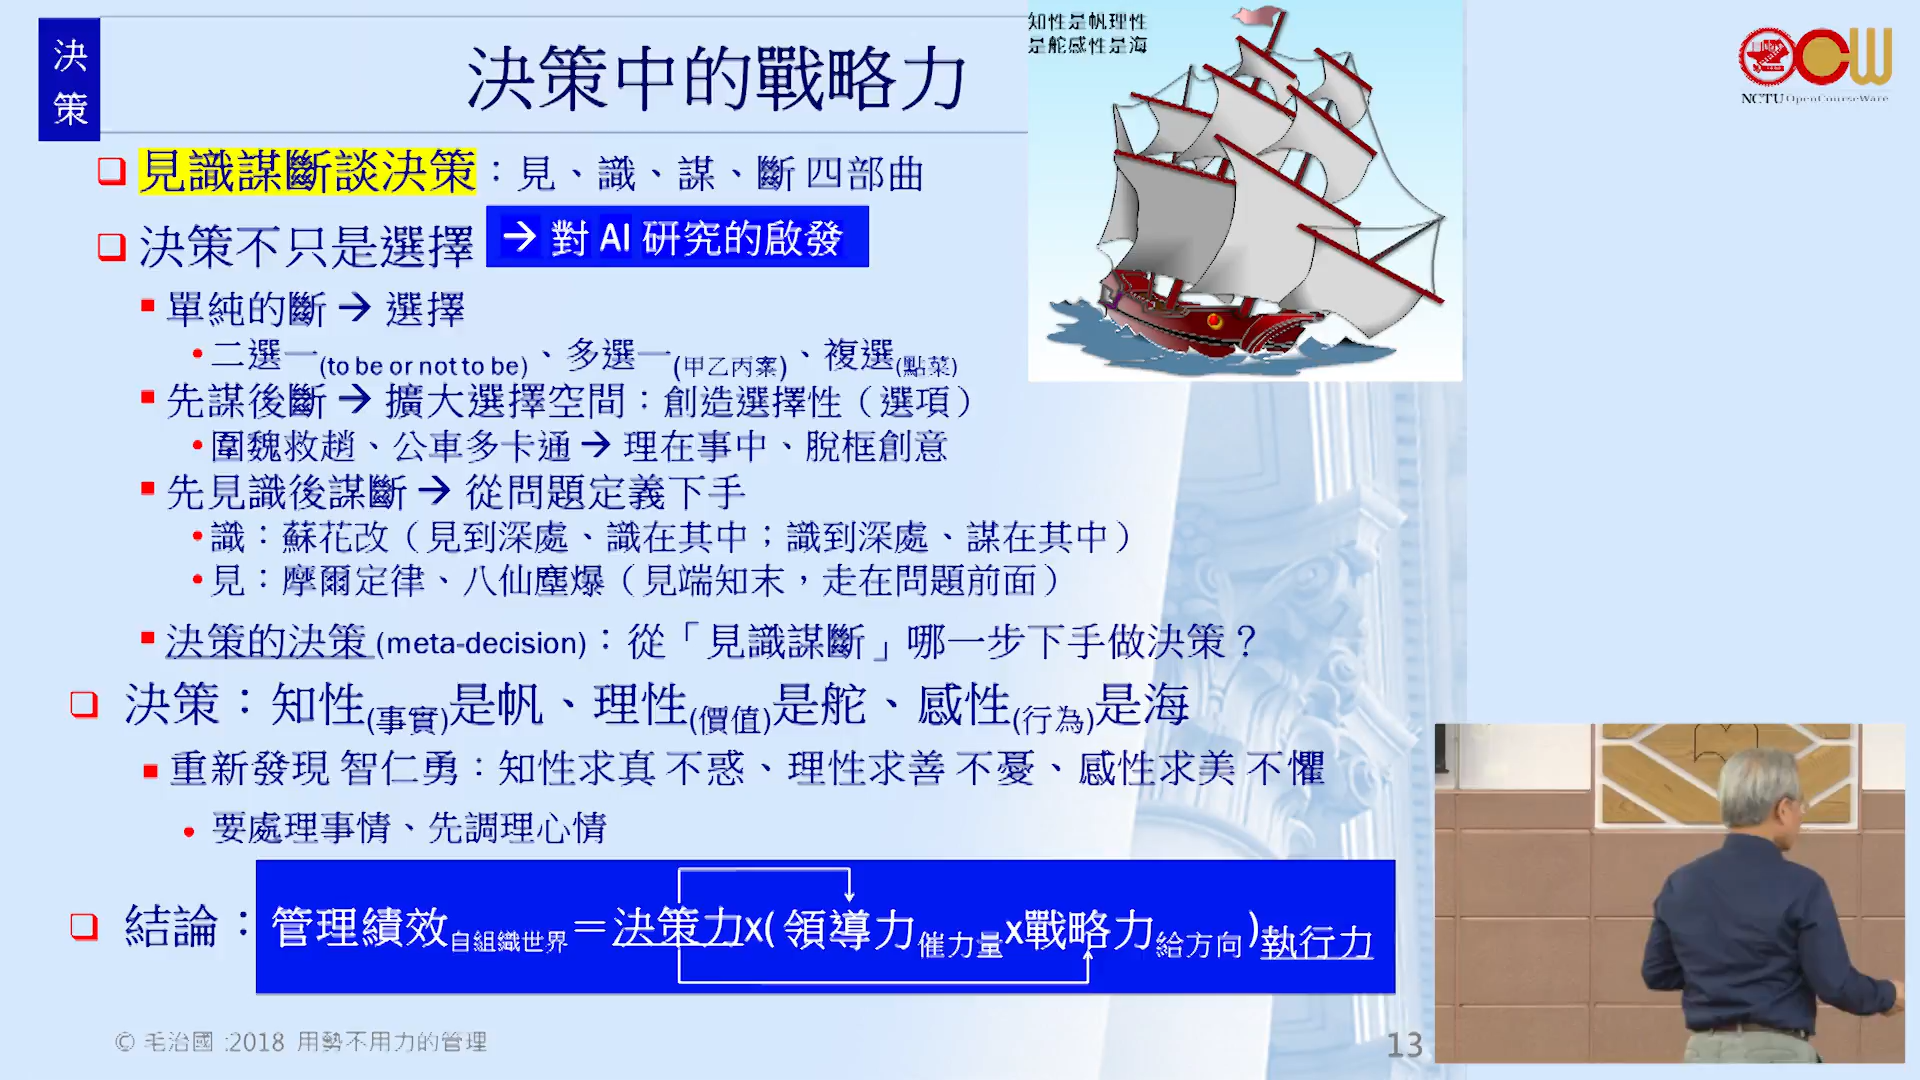 決策
決策中的戰略力
知性是帆理性
是舵感性是海
NCTU OpenCourseWare
見識謀斷談決策：見、識、謀、斷 四部曲
決策不只是選擇 → 對 AI 研究的啟發
單純的斷 → 選擇
二選一(to be or not to be)、多選一(甲乙丙案)、複選(點菜)
先謀後斷 → 擴大選擇空間：創造選擇性（選項）
圍魏救趙、公車多卡通 → 理在事中、脫框創意
先見識後謀斷 → 從問題定義下手
識：蘇花改（見到深處、識在其中；識到深處、謀在其中）
見：摩爾定律、八仙塵爆（見端知末，走在問題前面）
決策的決策 (meta-decision)：從「見識謀斷」哪一步下手做決策？
決策：知性(事實)是帆、理性(價值)是舵、感性(行為)是海
重新發現 智仁勇：知性求真 不惑、理性求善 不憂、感性求美 不懼
要處理事情、先調理心情
結論：管理績效自組織世界＝決策力x( 領導力催力量x戰略力給方向 )執行力
© 毛治國 :2018 用勢不用力的管理
13